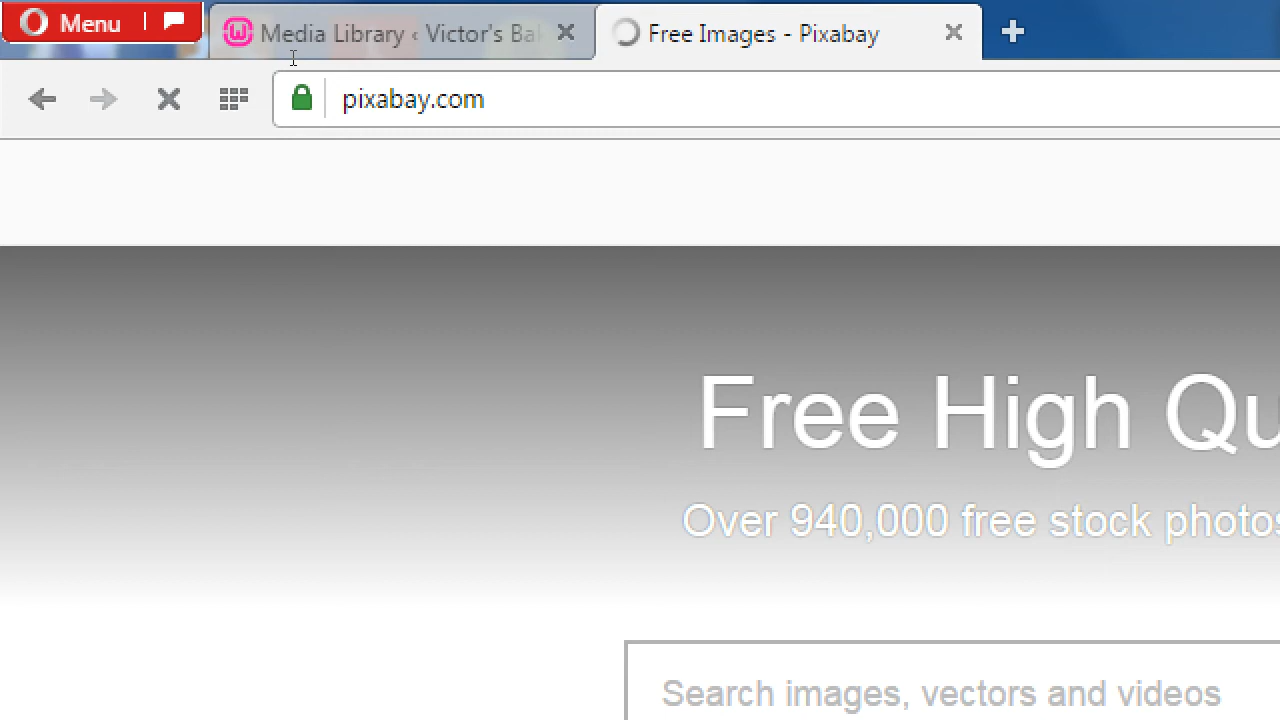 Menu
Media Library ‹ Victor's Ba
Free Images - Pixabay
pixabay.com
Free High Qu
Over 940,000 free stock photos
Search images, vectors and videos